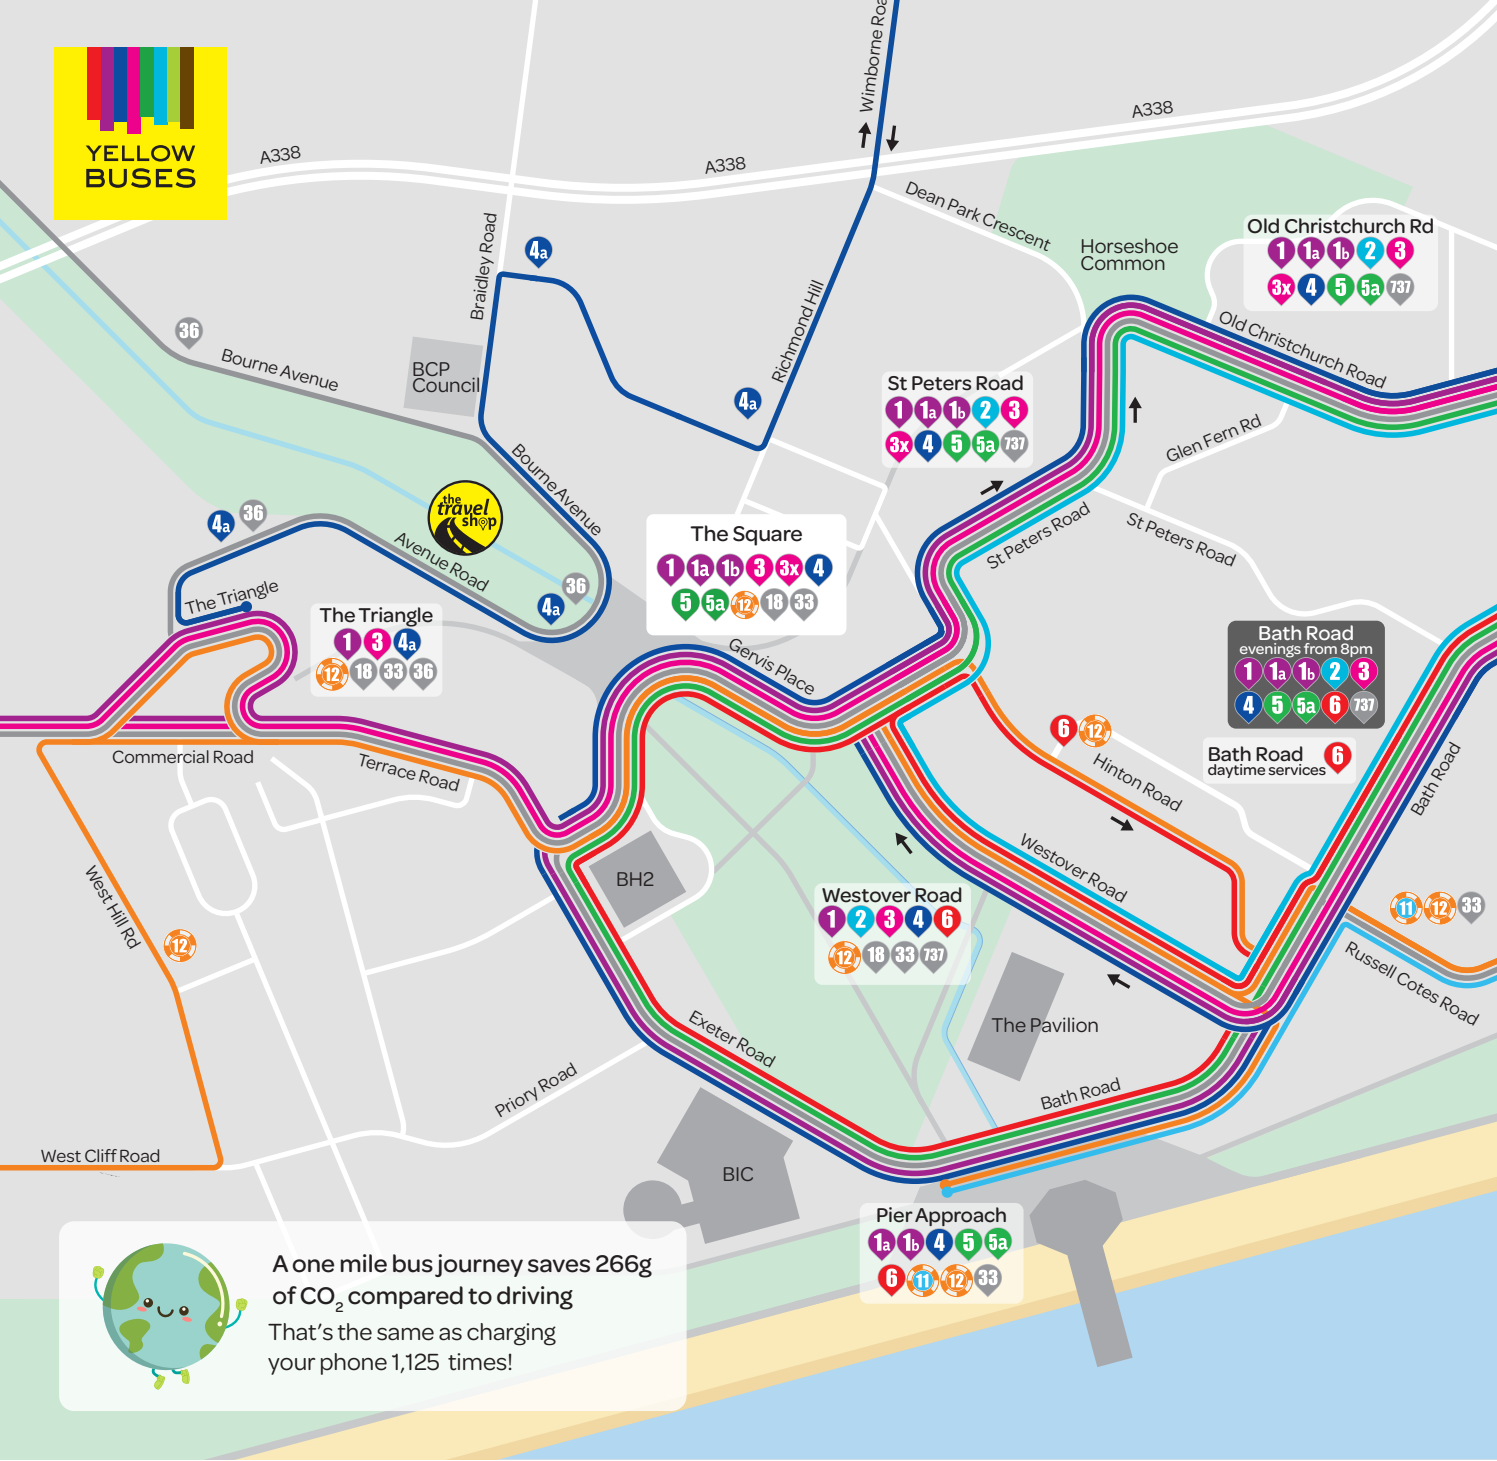 YELLOW
BUSES
A338
A338
A338
Wimborne Roa
Dean Park Crescent
Horseshoe
Common
Old Christchurch Rd
1 1a 1b 2 3
3x 4 5 5a 737
Old Christchurch Road
Braidley Road
4a
36
Bourne Avenue
BCP
Council
Richmond Hill
4a
St Peters Road
1 1a 1b 2 3
3x 4 5 5a 737
Glen Fern Rd
St Peters Road
St Peters Road
Bourne Avenue
the
travel
shop
4a 36
Avenue Road
36
4a
The Triangle
The Triangle
1 3 4a
12 18 33 36
The Square
1 1a 1b 3 3x 4
5 5a 12 18 33
Gervis Place
Bath Road
evenings from 8pm
1 1a 1b 2 3
4 5 5a 6 737
Bath Road
daytime services 6
Bath Road
6 12
Hinton Road
Commercial Road
Terrace Road
West Hill Rd
12
BH2
Westover Road
Westover Road
1 2 3 4 6
12 18 33 737
11 12 33
Russell Cotes Road
The Pavilion
Exeter Road
Bath Road
Priory Road
West Cliff Road
BIC
Pier Approach
1a 1b 4 5 5a
6 11 12 33
A one mile bus journey saves 266g
of CO2 compared to driving
That's the same as charging
your phone 1,125 times!